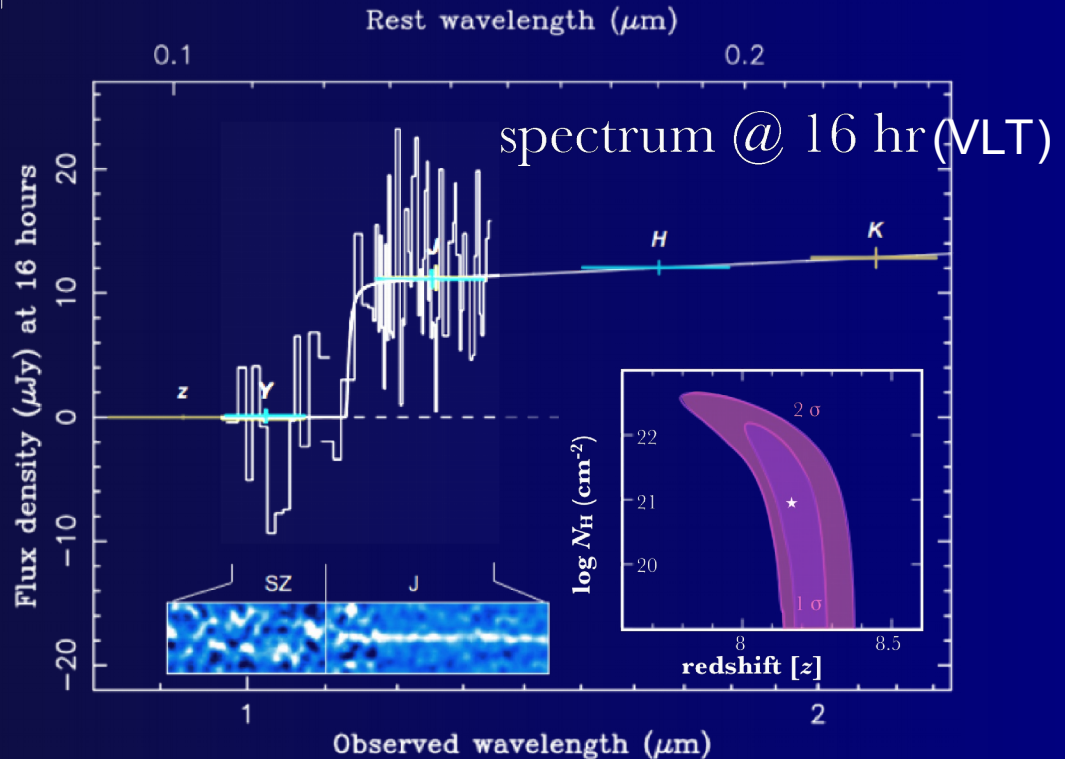 Rest wavelength (μm)
0.1 0.2
spectrum @ 16 hr (VLT)
Flux density (μJy) at 16 hours
20
10
0
−10
−20
z
Y
J
H
K
SZ J
log NH (cm-2)
22
21
20
2 σ
1 σ
8 8.5
redshift [z]
1 2
Observed wavelength (μm)